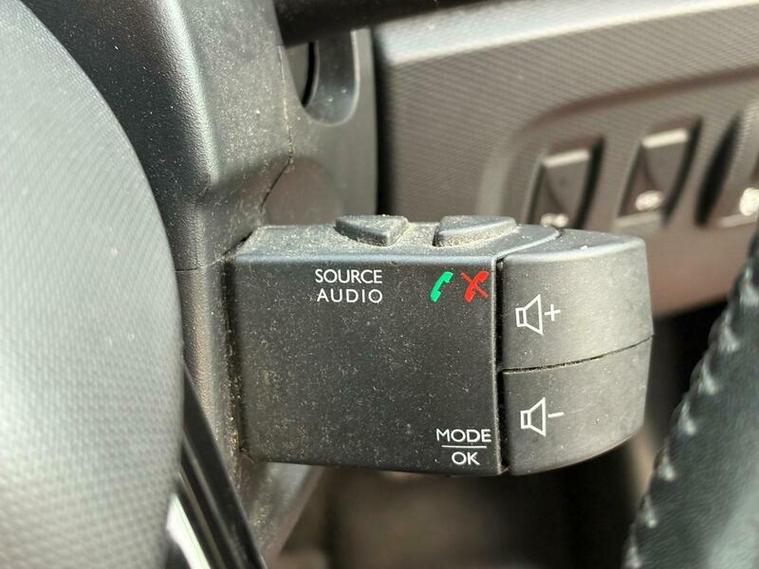 SOURCE
AUDIO
+
-
MODE
OK